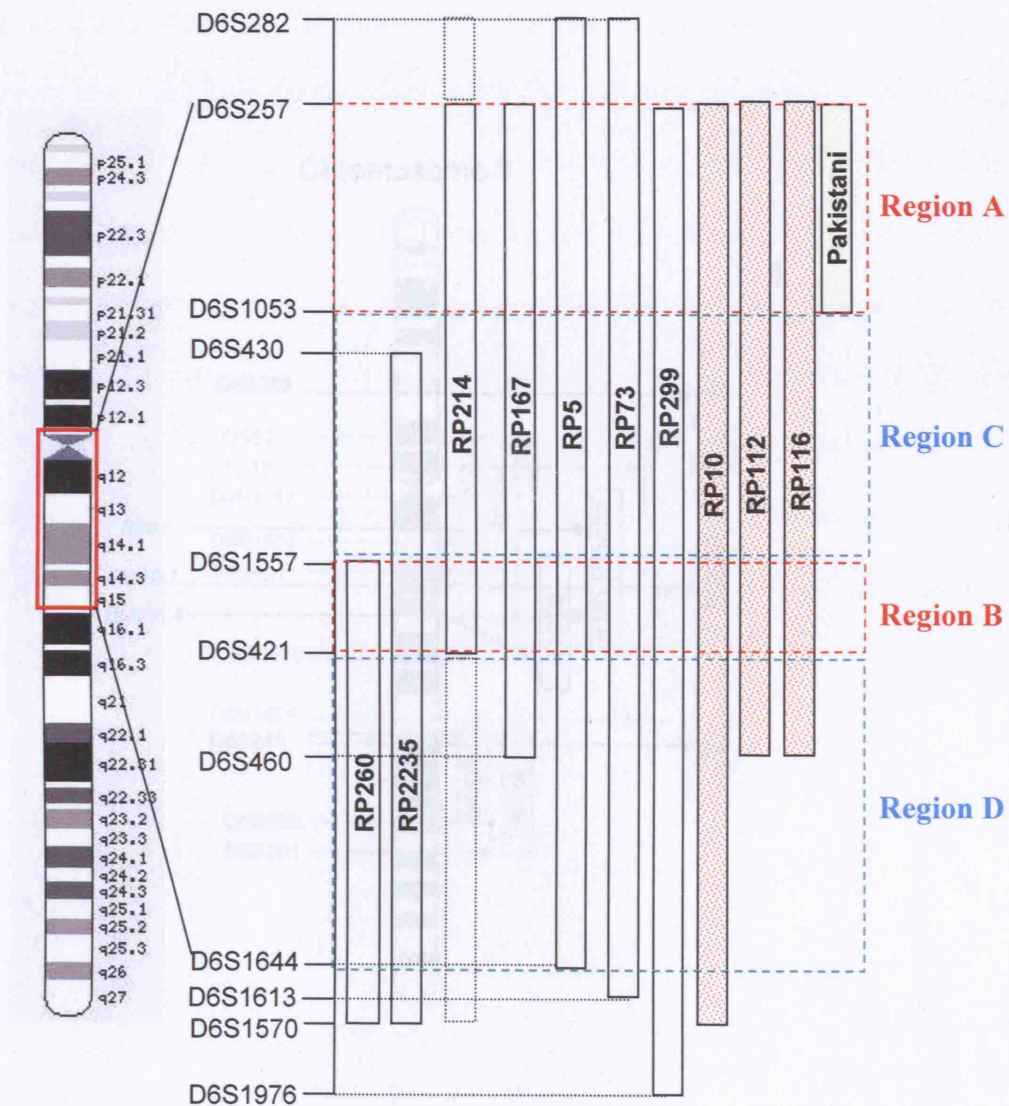 p25.1
p24.3
p22.3
p22.1
p21.31
p21.2
p21.1
p12.3
p12.1
q12
q13
q14.1
q14.3
q15
q16.1
q16.3
q21
q22.1
q22.31
q22.33
q23.2
q23.3
q24.1
q24.2
q24.3
q25.1
q25.2
q25.3
q26
q27
D6S282
D6S257
D6S1053
D6S430
D6S1557
D6S421
D6S460
D6S1644
D6S1613
D6S1570
D6S1976
RP260
RP2235
RP214
RP167
RP5
RP73
RP299
RP10
RP112
RP116
Pakistani
Region A
Region C
Region B
Region D